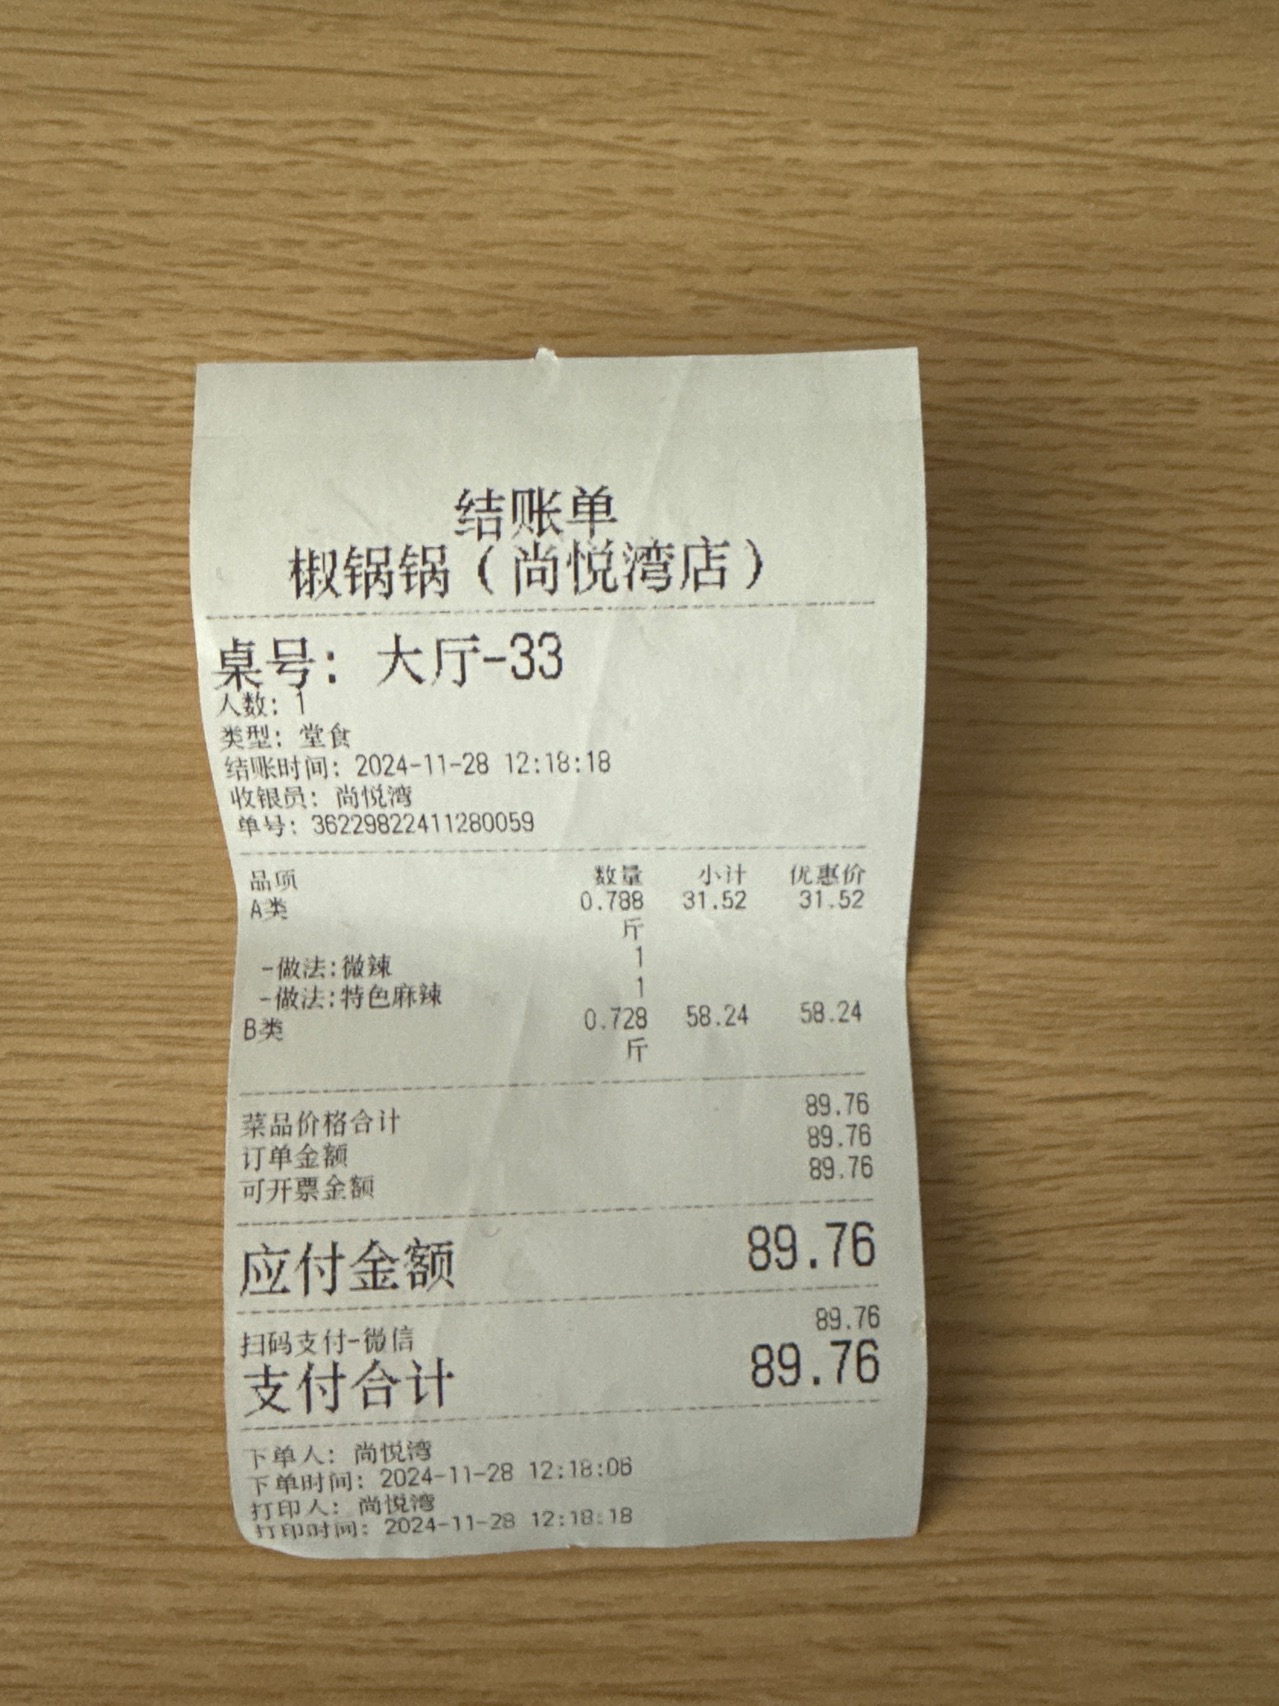 结账单
椒锅锅（尚悦湾店）
桌号: 大厅-33
人数: 1
类型: 堂食
结账时间: 2024-11-28 12:18:18
收银员: 尚悦湾
单号: 36229822411280059
品项 数量 小计 优惠价
A类 0.788 31.52 31.52
斤
-做法:微辣 1
-做法:特色麻辣 1
B类 0.728 58.24 58.24
斤
菜品价格合计 89.76
订单金额 89.76
可开票金额 89.76
应付金额 89.76
扫码支付-微信 89.76
支付合计 89.76
下单人: 尚悦湾
下单时间: 2024-11-28 12:18:06
打印人: 尚悦湾
打印时间: 2024-11-28 12:18:18